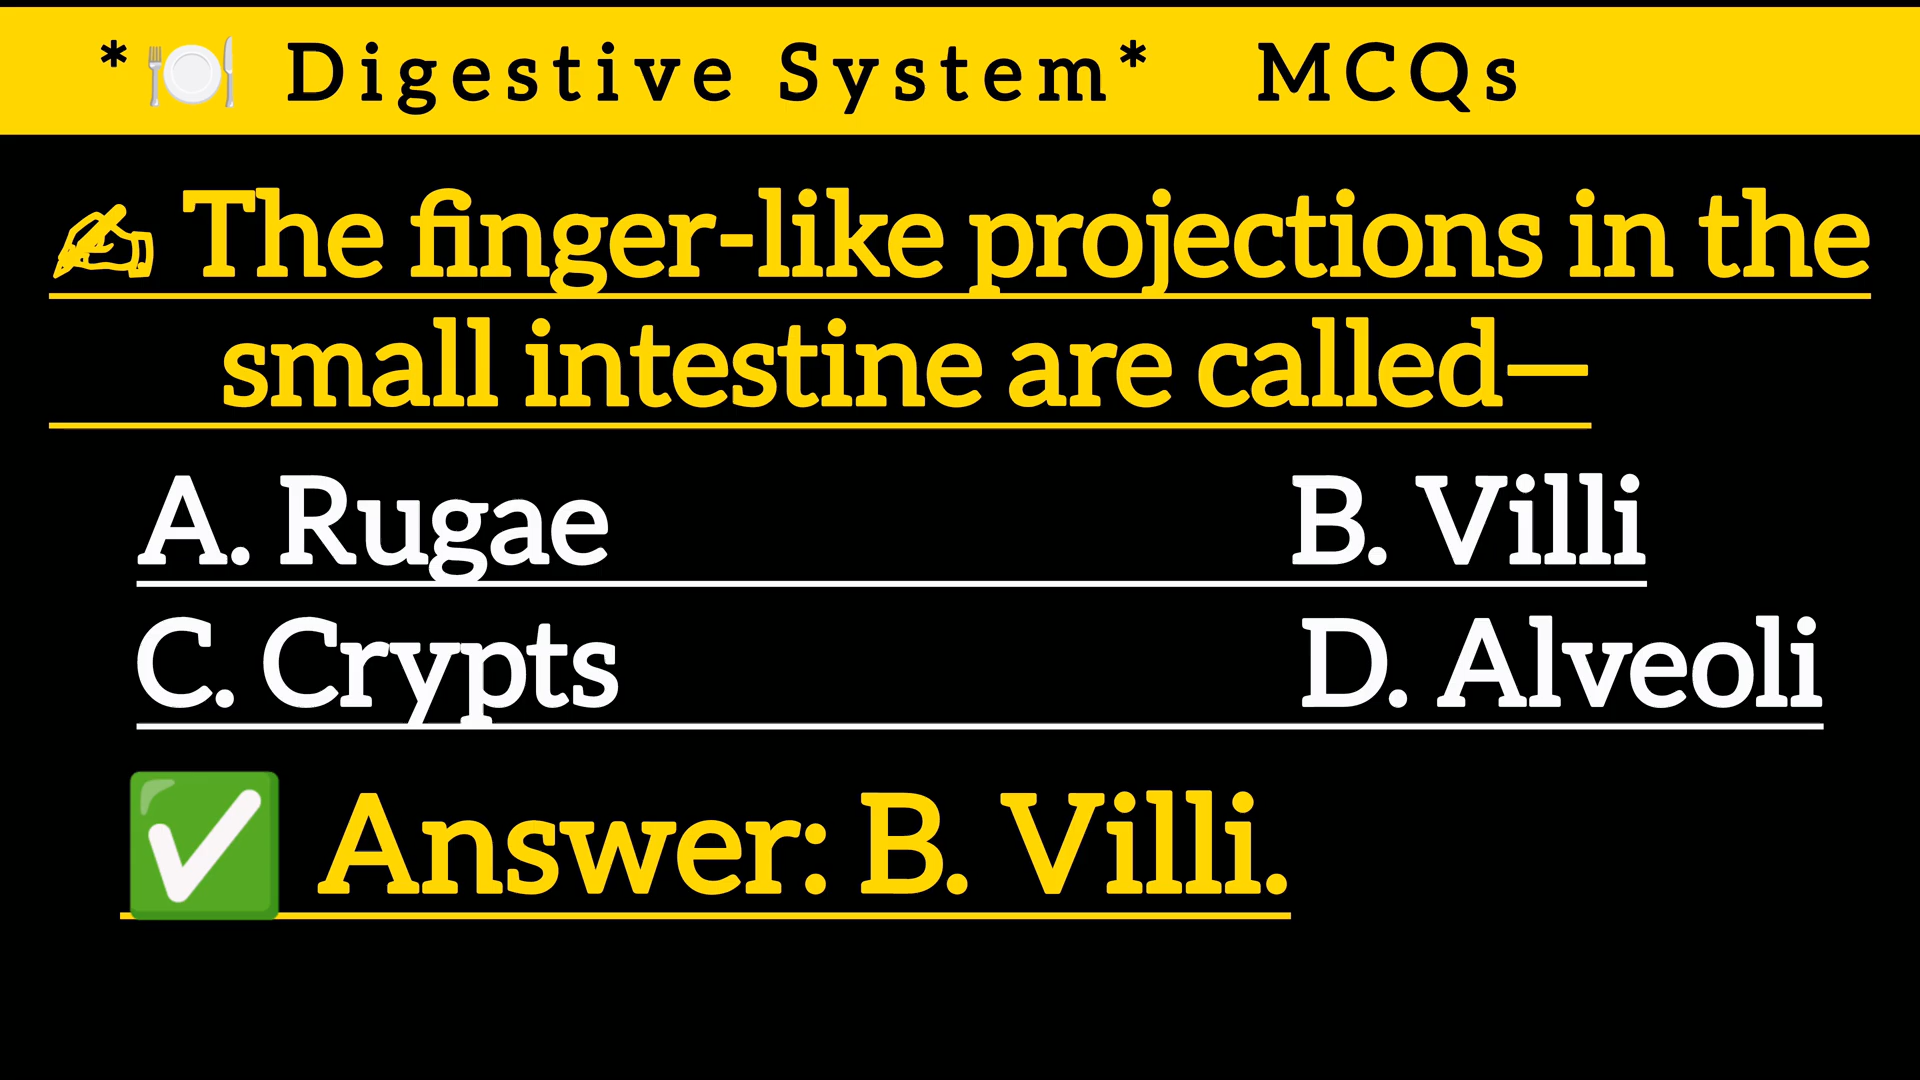 *🍽️ Digestive System* MCQs
✍️ The finger-like projections in the
small intestine are called—
A. Rugae B. Villi
C. Crypts D. Alveoli
✅ Answer: B. Villi.